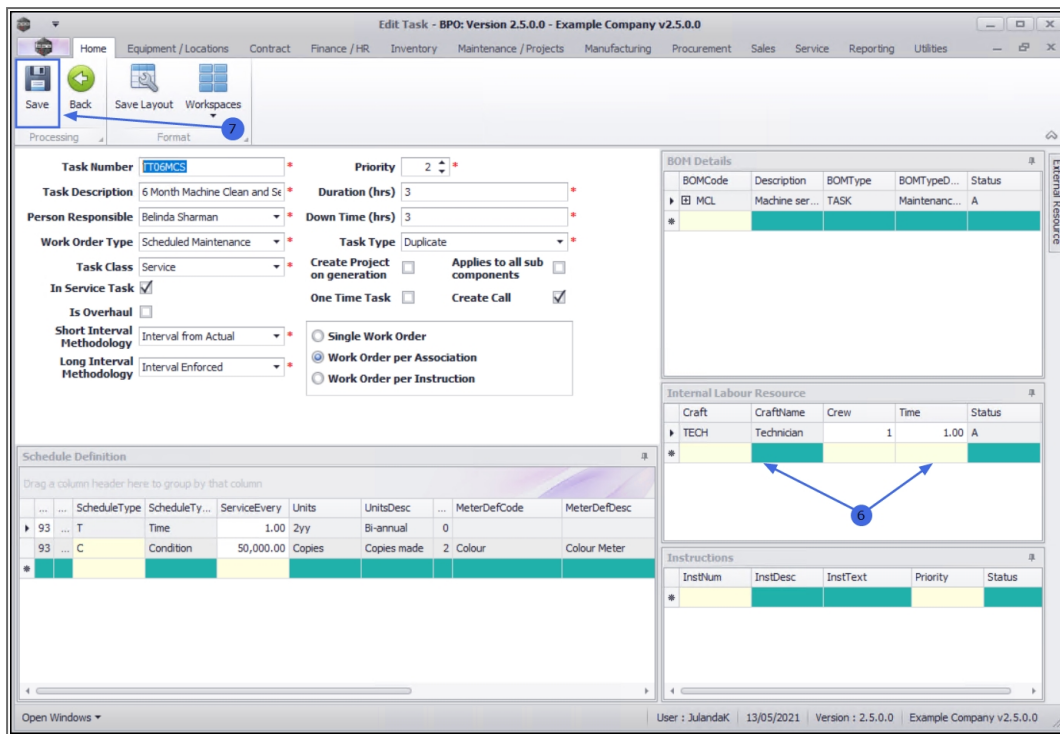 Edit Task - BPO: Version 2.5.0.0 - Example Company v2.5.0.0
Home Equipment / Locations Contract Finance / HR Inventory Maintenance / Projects Manufacturing Procurement Sales Service Reporting Utilities
Save Back Save Layout Workspaces
7
Processing Format
Task Number TT06MCS * Priority 2 *
Task Description 6 Month Machine Clean and Se * Duration (hrs) 3 *
Person Responsible Belinda Sharman * Down Time (hrs) 3 *
Work Order Type Scheduled Maintenance * Task Type Duplicate *
Task Class Service * Create Project on generation Applies to all sub components
In Service Task
One Time Task Create Call
Is Overhaul
Short Interval Methodology Interval from Actual *
Long Interval Methodology Interval Enforced *
Single Work Order
Work Order per Association
Work Order per Instruction
BOM Details
BOMCode Description BOMType BOMTypeD... Status
MCL Machine ser... TASK Maintenanc... A
External Resource
Internal Labour Resource
Craft CraftName Crew Time Status
TECH Technician 1 1.00 A
6
Schedule Definition
Drag a column header here to group by that column
... ... ScheduleType ScheduleTy... ServiceEvery Units UnitsDesc ... MeterDefCode MeterDefDesc
93 ... T Time 1.00 2yy Bi-annual 0
93 ... C Condition 50,000.00 Copies Copies made 2 Colour Colour Meter
Instructions
InstNum InstDesc InstText Priority Status
Open Windows User : JulandaK 13/05/2021 Version : 2.5.0.0 Example Company v2.5.0.0